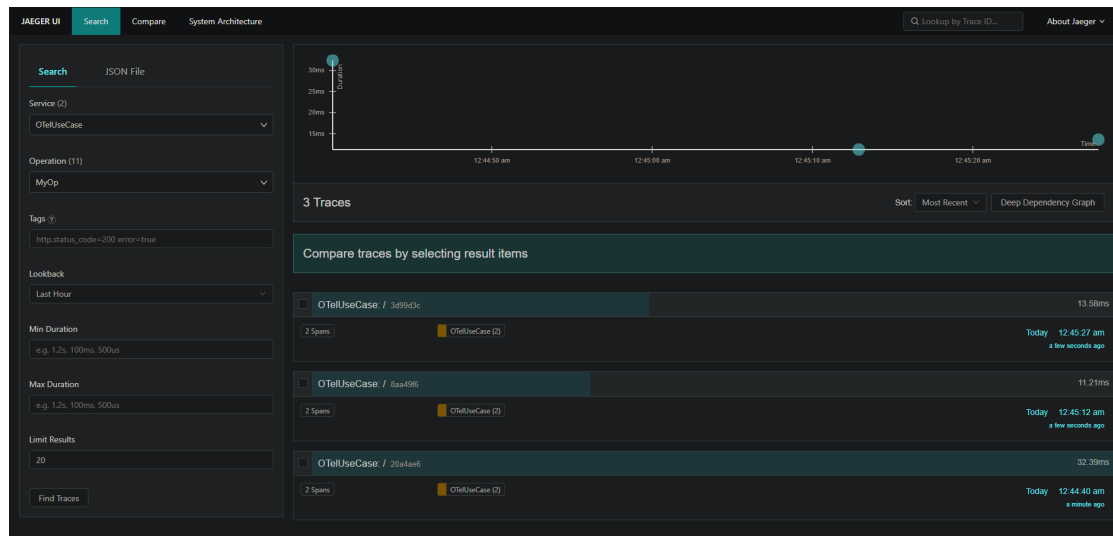 JAEGER UI Search Compare System Architecture Lookup by Trace ID... About Jaeger
Search JSON File
Service (2)
OTelUseCase
Operation (11)
MyOp
Tags ?
http.status_code=200 error=true
Lookback
Last Hour
Min Duration
e.g. 1.2s, 100ms, 500us
Max Duration
e.g. 1.2s, 100ms, 500us
Limit Results
20
Find Traces
Duration
30ms
25ms
20ms
15ms
Time
12:44:50 am 12:45:00 am 12:45:10 am 12:45:20 am
3 Traces Sort: Most Recent Deep Dependency Graph
Compare traces by selecting result items
OTelUseCase: / 3d99d3c 13.58ms
2 Spans OTelUseCase (2) Today 12:45:27 am
a few seconds ago
OTelUseCase: / 8aa49f6 11.21ms
2 Spans OTelUseCase (2) Today 12:45:12 am
a few seconds ago
OTelUseCase: / 20a4ae6 32.39ms
2 Spans OTelUseCase (2) Today 12:44:40 am
a minute ago